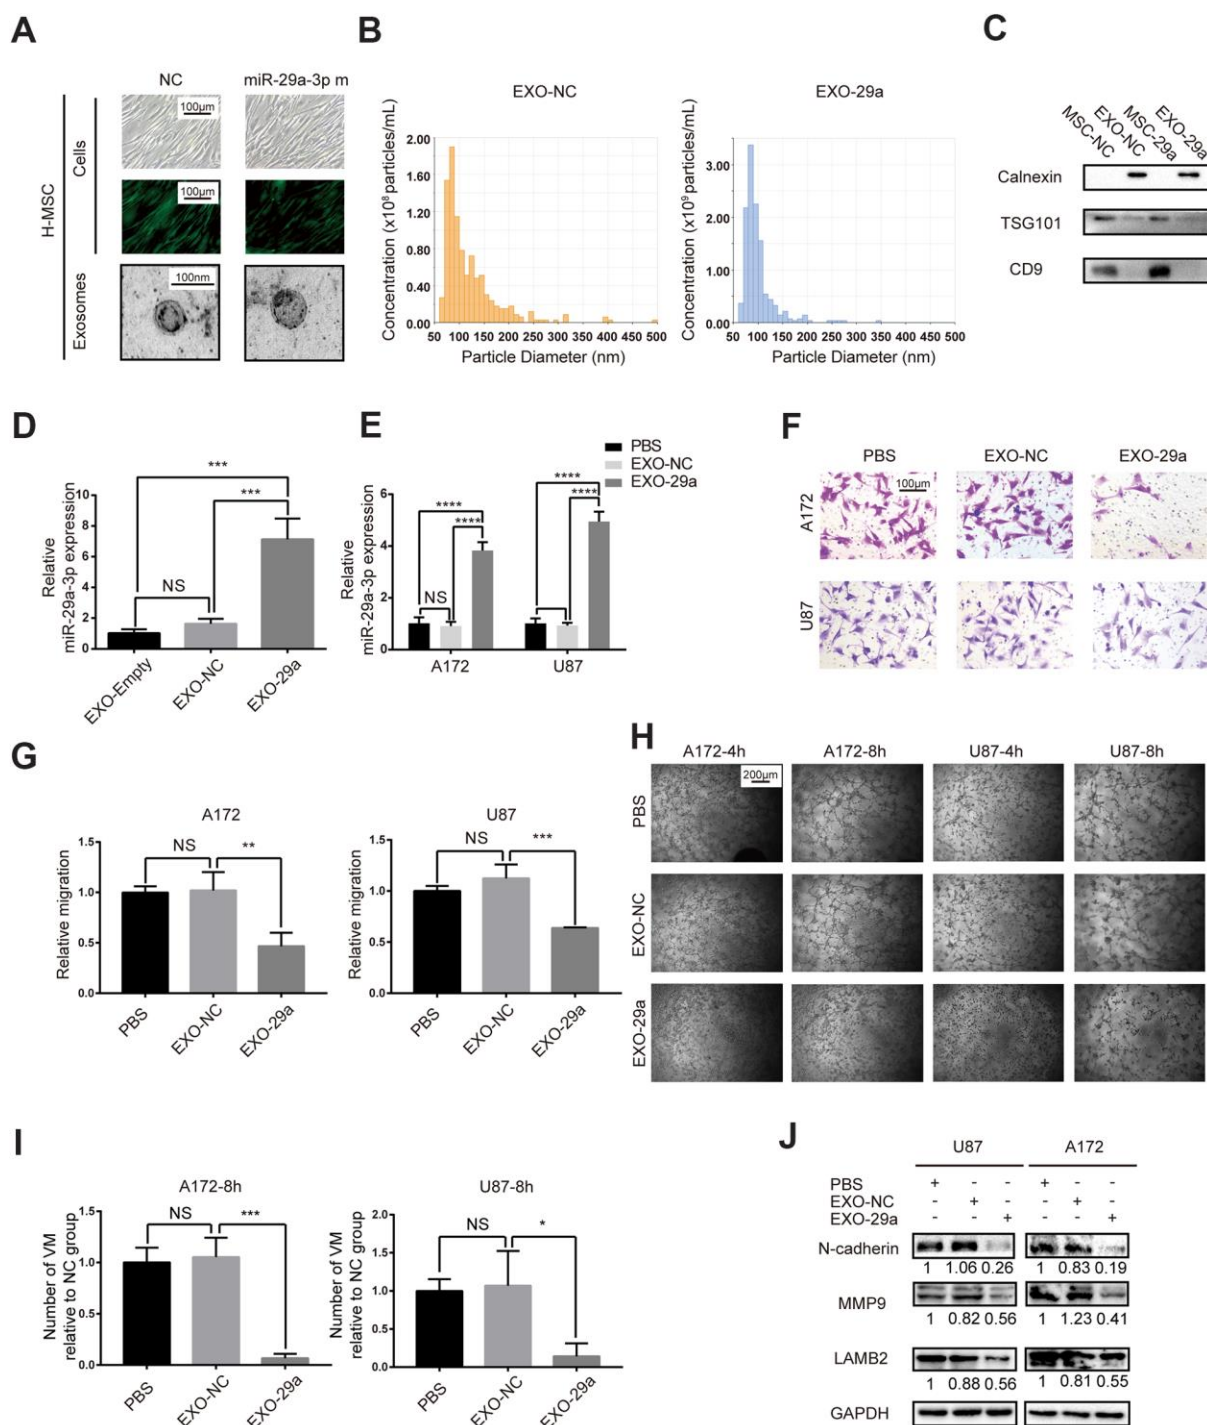 A
NC
miR-29a-3p m
H-MSC
Cells
Exosomes
100μm
100μm
100nm
B
EXO-NC
Concentration (x10⁸ particles/mL)
2.00
1.60
1.20
0.80
0.40
0.00
50 100 150 200 250 300 350 400 450 500
Particle Diameter (nm)
EXO-29a
Concentration (x10⁹ particles/mL)
3.00
2.00
1.00
0.00
50 100 150 200 250 300 350 400 450 500
Particle Diameter (nm)
C
MSC-NC
EXO-NC
MSC-29a
EXO-29a
Calnexin
TSG101
CD9
D
Relative
miR-29a-3p expression
10
8
6
4
2
0
***
***
NS
EXO-Empty
EXO-NC
EXO-29a
E
PBS
EXO-NC
EXO-29a
Relative
miR-29a-3p expression
6
4
2
0
****
****
NS
****
****
A172
U87
F
PBS
EXO-NC
EXO-29a
A172
U87
100μm
G
A172
Relative migration
1.5
1.0
0.5
0.0
NS
**
PBS
EXO-NC
EXO-29a
U87
Relative migration
1.5
1.0
0.5
0.0
NS
***
PBS
EXO-NC
EXO-29a
H
A172-4h
A172-8h
U87-4h
U87-8h
200μm
PBS
EXO-NC
EXO-29a
I
A172-8h
Number of VM
relative to NC group
1.5
1.0
0.5
0.0
NS
***
PBS
EXO-NC
EXO-29a
U87-8h
Number of VM
relative to NC group
2.0
1.5
1.0
0.5
0.0
NS
*
PBS
EXO-NC
EXO-29a
J
U87
A172
PBS + - - + - -
EXO-NC - + - - + -
EXO-29a - - + - - +
N-cadherin
1 1.06 0.26 1 0.83 0.19
MMP9
1 0.82 0.56 1 1.23 0.41
LAMB2
1 0.88 0.56 1 0.81 0.55
GAPDH